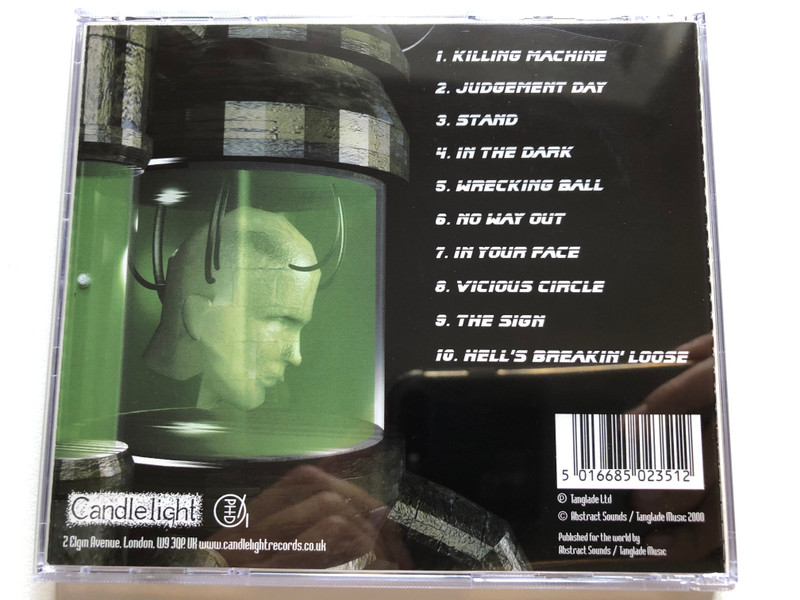 1. KILLING MACHINE
2. JUDGEMENT DAY
3. STAND
4. IN THE DARK
5. WRECKING BALL
6. NO WAY OUT
7. IN YOUR FACE
8. VICIOUS CIRCLE
9. THE SIGN
10. HELL'S BREAKIN' LOOSE
5 016685 023512
℗ Tanglade Ltd
© Abstract Sounds / Tanglade Music 2000
Published for the world by
Abstract Sounds / Tanglade Music
Candlelight
PHD
2 Elgin Avenue, London, W9 3QP UK www.candlelightrecords.co.uk